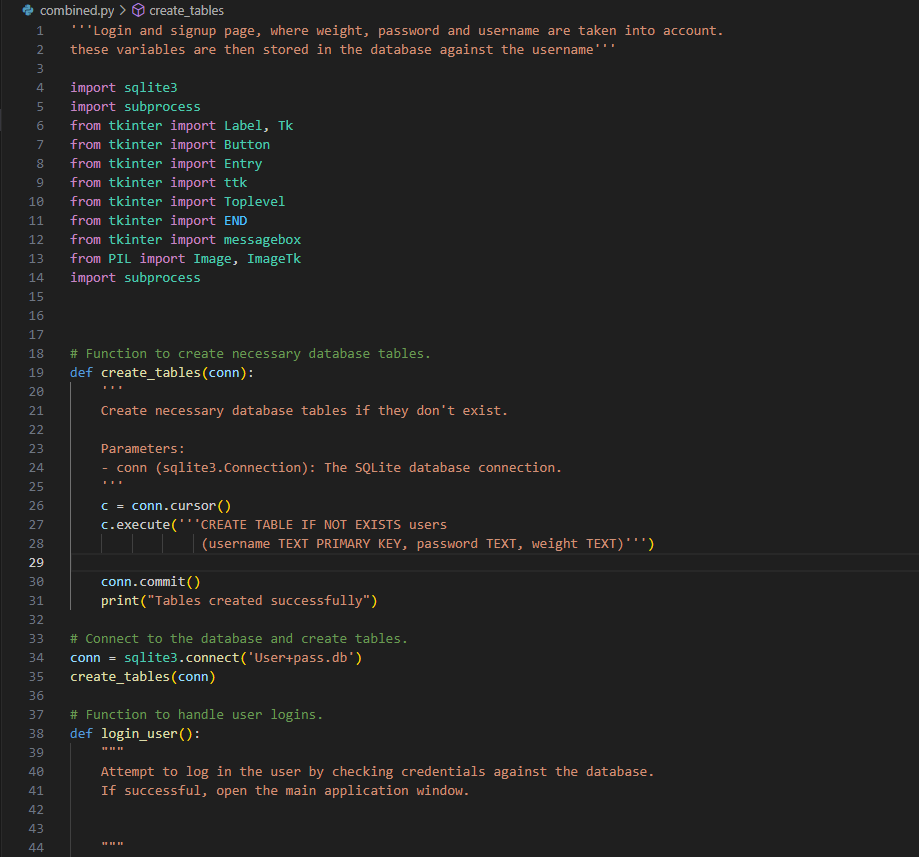 combined.py > create_tables
1 '''Login and signup page, where weight, password and username are taken into account.
2 these variables are then stored in the database against the username'''
3
4 import sqlite3
5 import subprocess
6 from tkinter import Label, Tk
7 from tkinter import Button
8 from tkinter import Entry
9 from tkinter import ttk
10 from tkinter import Toplevel
11 from tkinter import END
12 from tkinter import messagebox
13 from PIL import Image, ImageTk
14 import subprocess
15
16
17
18 # Function to create necessary database tables.
19 def create_tables(conn):
20     '''
21     Create necessary database tables if they don't exist.
22
23     Parameters:
24     - conn (sqlite3.Connection): The SQLite database connection.
25     '''
26     c = conn.cursor()
27     c.execute('''CREATE TABLE IF NOT EXISTS users
28                  (username TEXT PRIMARY KEY, password TEXT, weight TEXT)''')
29
30     conn.commit()
31     print("Tables created successfully")
32
33 # Connect to the database and create tables.
34 conn = sqlite3.connect('User+pass.db')
35 create_tables(conn)
36
37 # Function to handle user logins.
38 def login_user():
39     """
40     Attempt to log in the user by checking credentials against the database.
41     If successful, open the main application window.
42
43
44     """